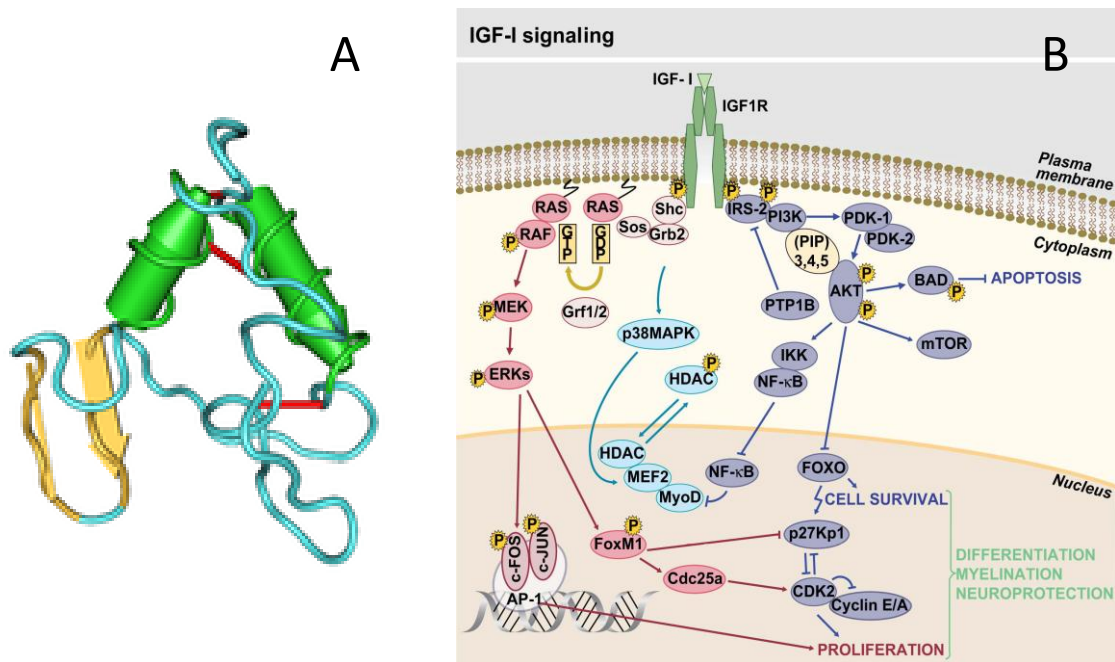 A
B
IGF-I signaling
IGF- I
IGF1R
Plasma
membrane
Cytoplasm
P
P
P
RAS
RAS
Shc
IRS-2
PI3K
PDK-1
P
RAF
GTP
GDP
Sos
Grb2
PDK-2
(PIP)
3,4,5
P
AKT
BAD
P
APOPTOSIS
P
P
MEK
Grf1/2
PTP1B
p38MAPK
mTOR
IKK
P
P
ERKs
HDAC
NF-κB
HDAC
MEF2
NF-κB
FOXO
Nucleus
MyoD
CELL SURVIVAL
P
P
P
c-FOS
c-JUN
FoxM1
p27Kp1
DIFFERENTIATION
MYELINATION
NEUROPROTECTION
Cdc25a
CDK2
AP-1
Cyclin E/A
PROLIFERATION